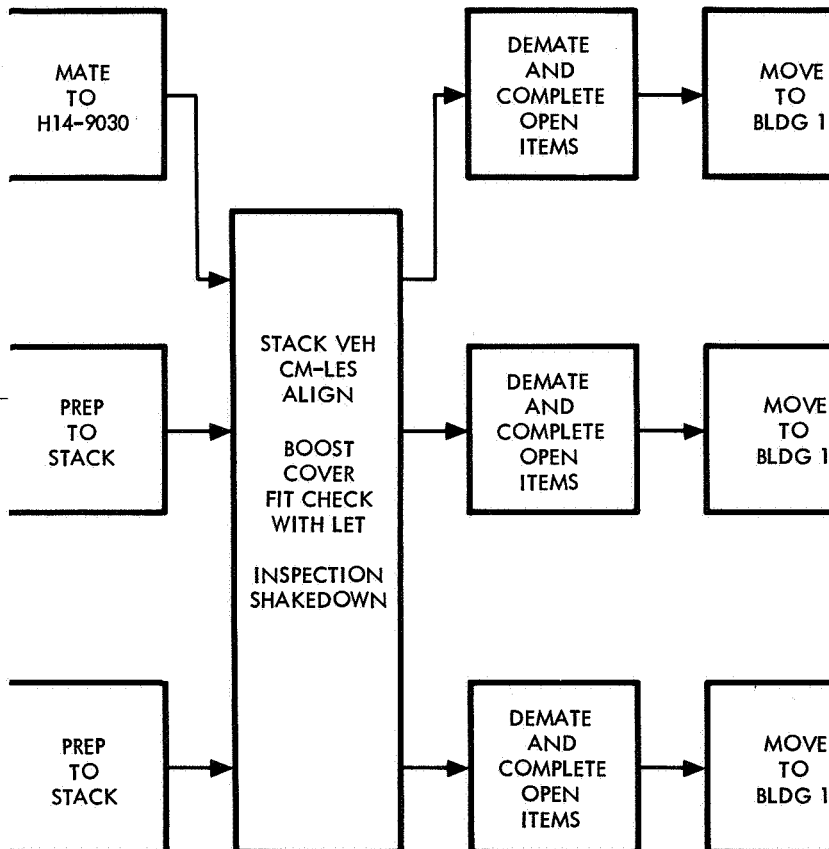 MATE
TO
H14-9030
DEMATE
AND
COMPLETE
OPEN
ITEMS
MOVE
TO
BLDG 1
STACK VEH
CM-LES
ALIGN
BOOST
COVER
FIT CHECK
WITH LET
INSPECTION
SHAKEDOWN
PREP
TO
STACK
DEMATE
AND
COMPLETE
OPEN
ITEMS
MOVE
TO
BLDG 1
PREP
TO
STACK
DEMATE
AND
COMPLETE
OPEN
ITEMS
MOVE
TO
BLDG 1